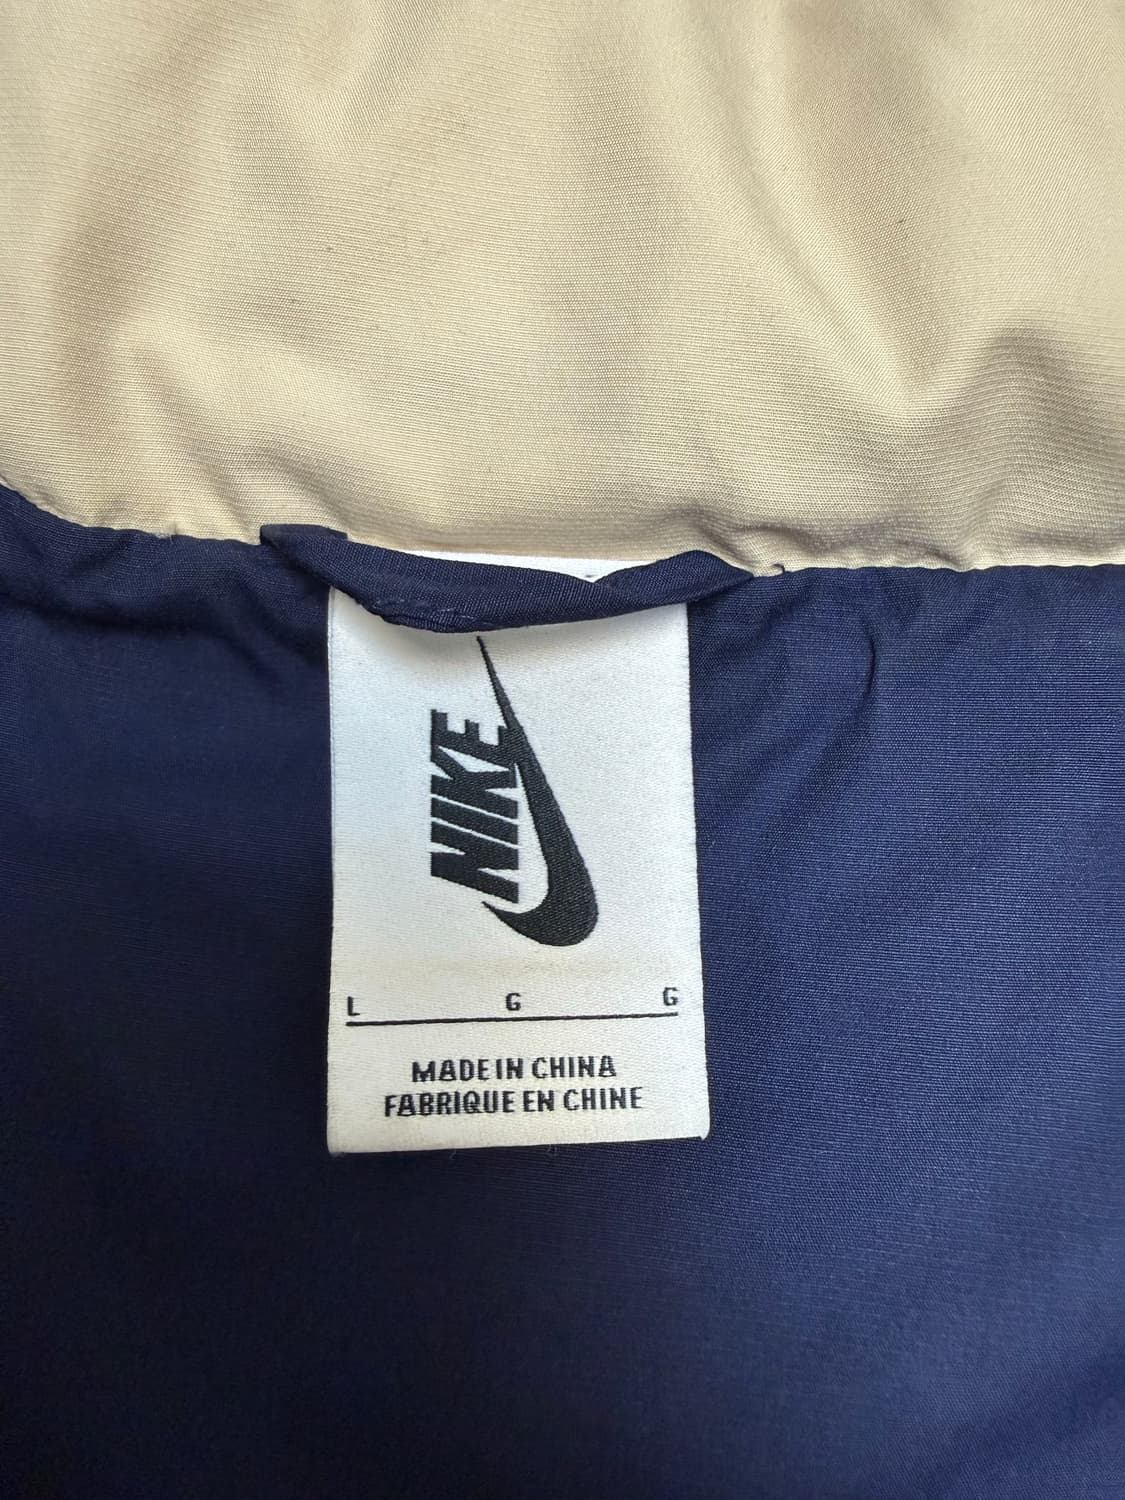 NIKE
L G G
MADE IN CHINA
FABRIQUE EN CHINE